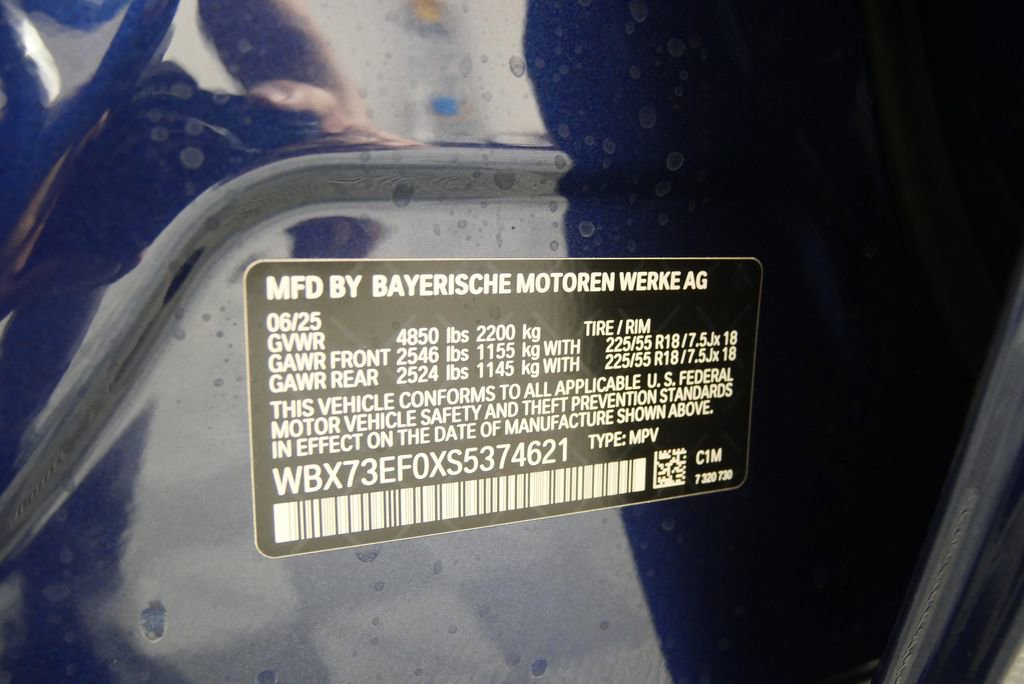 MFD BY BAYERISCHE MOTOREN WERKE AG
06/25 TIRE / RIM
GVWR 4850 lbs 2200 kg
GAWR FRONT 2546 lbs 1155 kg WITH 225/55 R18 / 7.5Jx 18
GAWR REAR 2524 lbs 1145 kg WITH 225/55 R18 / 7.5Jx 18
THIS VEHICLE CONFORMS TO ALL APPLICABLE U. S. FEDERAL
MOTOR VEHICLE SAFETY AND THEFT PREVENTION STANDARDS
IN EFFECT ON THE DATE OF MANUFACTURE SHOWN ABOVE.
WBX73EF0XS5374621 TYPE: MPV
C1M
7 320 730